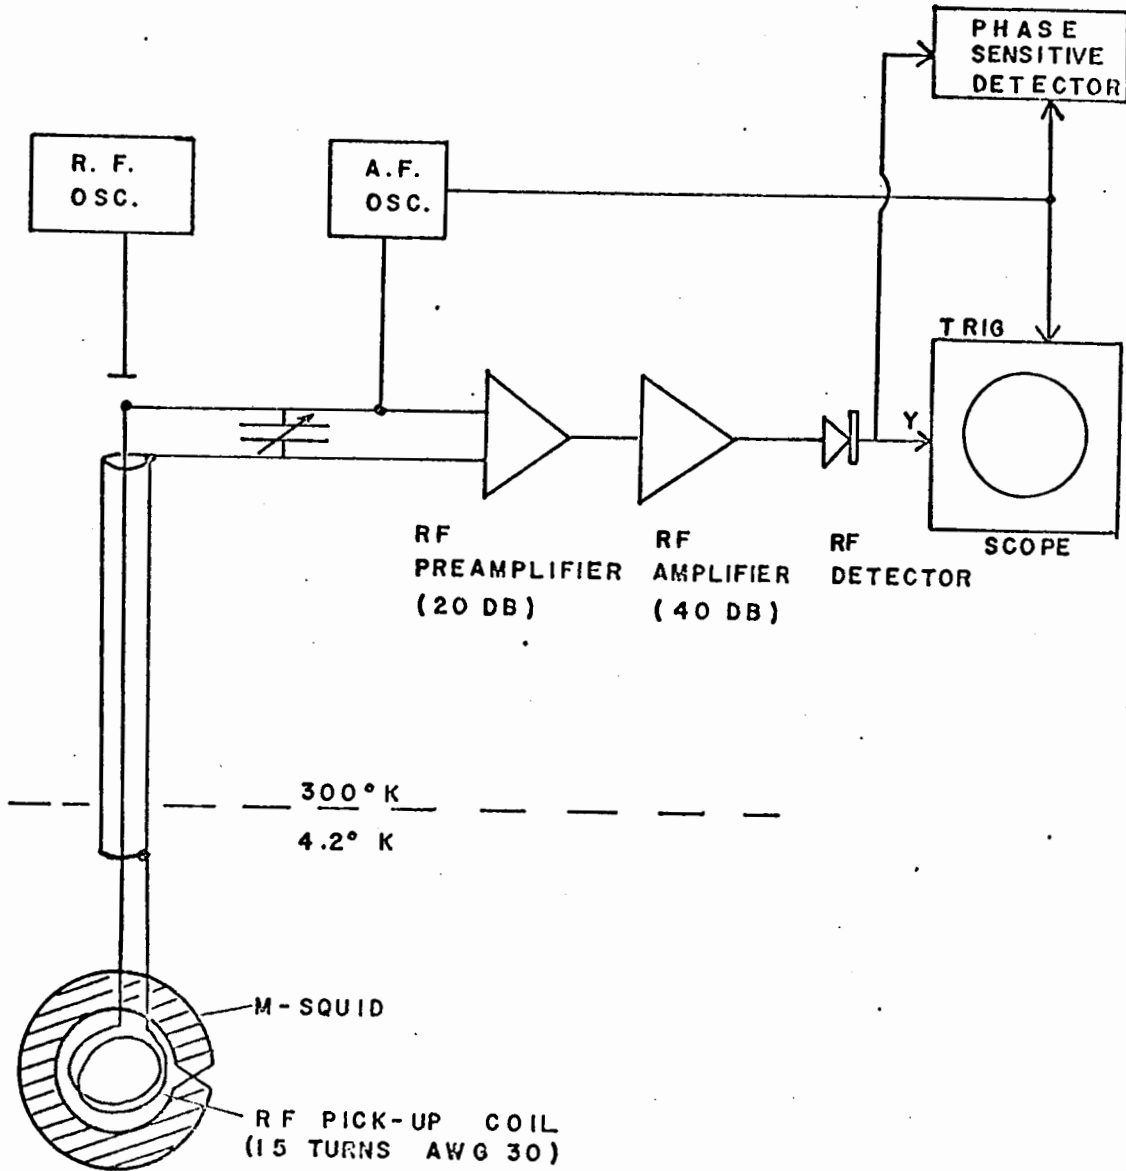 PHASE
SENSITIVE
DETECTOR
R. F.
OSC.
A.F.
OSC.
TRIG
Y
SCOPE
RF
PREAMPLIFIER
(20 DB)
RF
AMPLIFIER
(40 DB)
RF
DETECTOR
300° K
4.2° K
M-SQUID
RF PICK-UP COIL
(15 TURNS AWG 30)